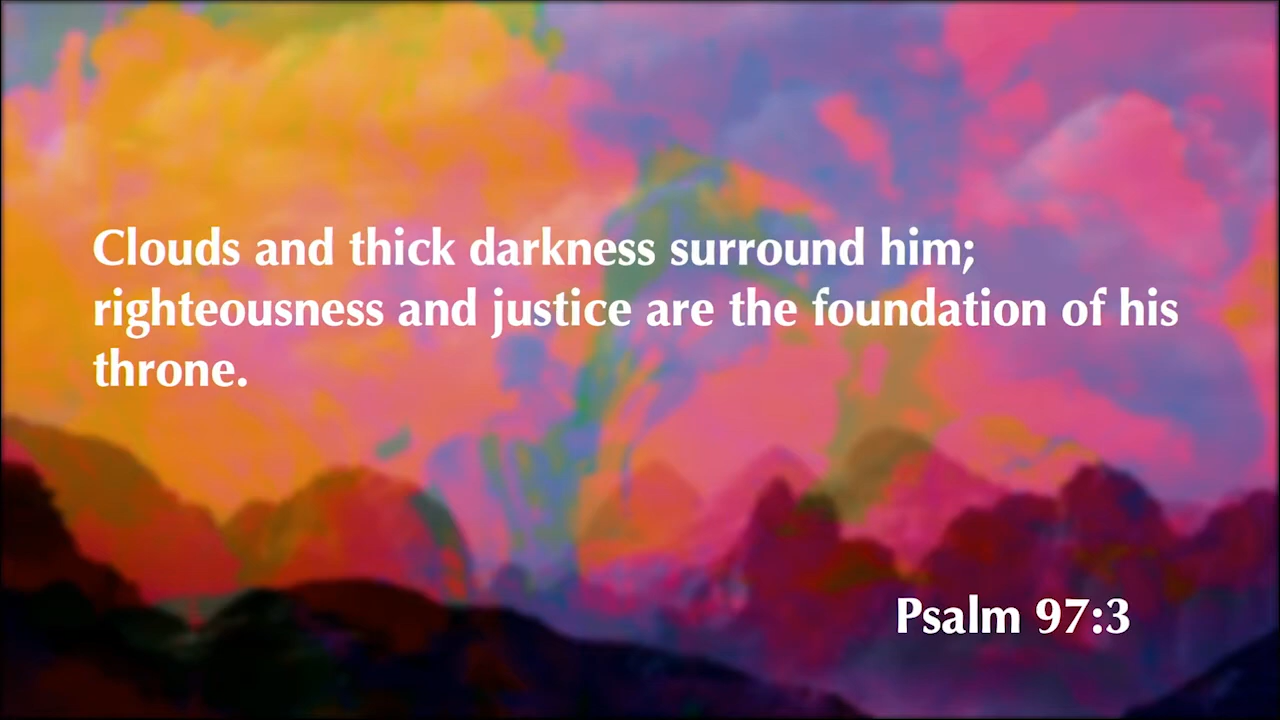 Clouds and thick darkness surround him;
righteousness and justice are the foundation of his
throne.
Psalm 97:3